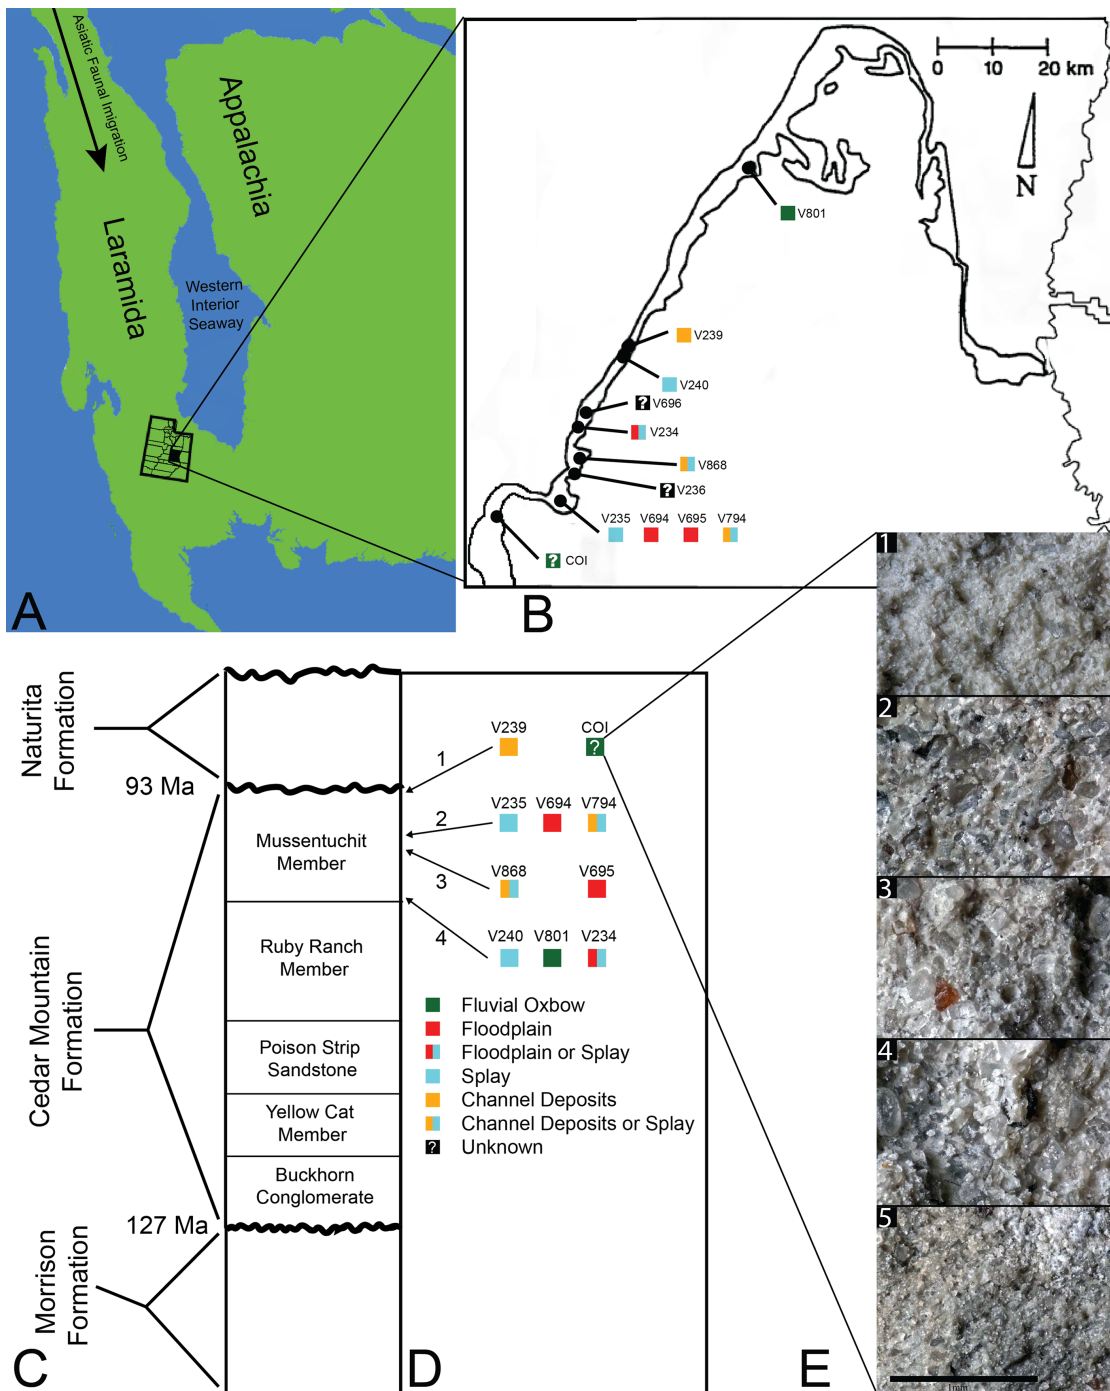 Asiatic Faunal Imigration
Appalachia
Laramida
Western
Interior
Seaway
A
0 10 20 km
N
V801
V239
V240
? V696
V234
V868
? V236
V235 V694 V695 V794
? COI
B
Naturita
Formation
93 Ma
Cedar Mountain
Formation
127 Ma
Morrison
Formation
Mussentuchit
Member
Ruby Ranch
Member
Poison Strip
Sandstone
Yellow Cat
Member
Buckhorn
Conglomerate
C
V239 COI
1 ?
V235 V694 V794
2
V868 V695
3
V240 V801 V234
4
Fluvial Oxbow
Floodplain
Floodplain or Splay
Splay
Channel Deposits
Channel Deposits or Splay
? Unknown
D
1
2
3
4
5
1mm
E